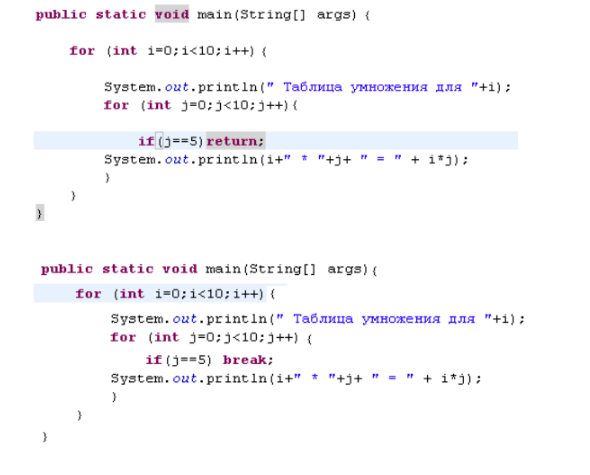 public static void main(String[] args) {
for (int i=0;i<10;i++) {
System.out.println(" Таблица умножения для "+i);
for (int j=0;j<10;j++){
if(j==5)return;
System.out.println(i+" * "+j+ " = " + i*j);
}
}
}
public static void main(String[] args) {
for (int i=0;i<10;i++) {
System.out.println(" Таблица умножения для "+i);
for (int j=0;j<10;j++) {
if(j==5) break;
System.out.println(i+" * "+j+ " = " + i*j);
}
}
}